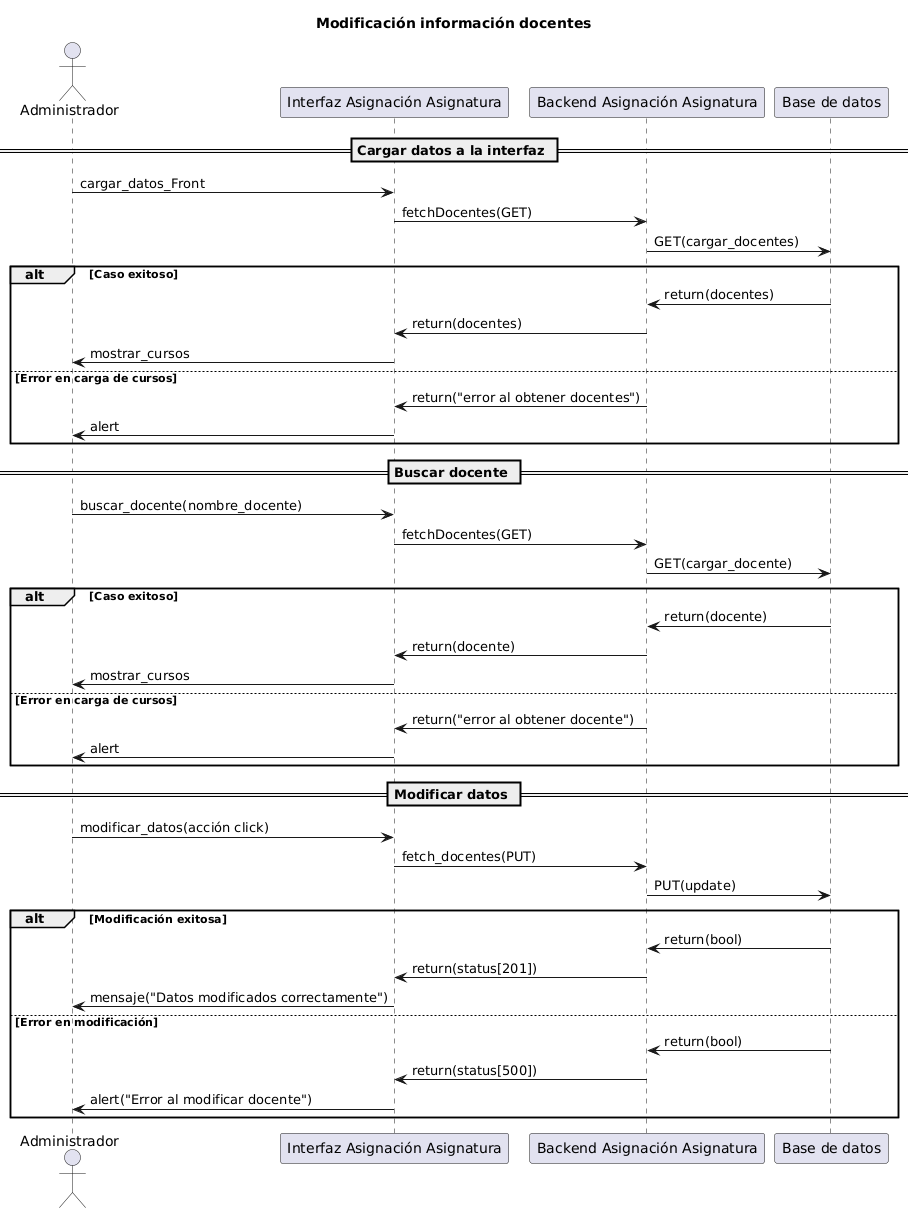 Modificación información docentes
Administrador
Interfaz Asignación Asignatura
Backend Asignación Asignatura
Base de datos
Cargar datos a la interfaz
cargar_datos_Front
fetchDocentes(GET)
GET(cargar_docentes)
alt
[Caso exitoso]
return(docentes)
return(docentes)
mostrar_cursos
[Error en carga de cursos]
return("error al obtener docentes")
alert
Buscar docente
buscar_docente(nombre_docente)
fetchDocentes(GET)
GET(cargar_docente)
alt
[Caso exitoso]
return(docente)
return(docente)
mostrar_cursos
[Error en carga de cursos]
return("error al obtener docente")
alert
Modificar datos
modificar_datos(acción click)
fetch_docentes(PUT)
PUT(update)
alt
[Modificación exitosa]
return(bool)
return(status[201])
mensaje("Datos modificados correctamente")
[Error en modificación]
return(bool)
return(status[500])
alert("Error al modificar docente")
Administrador
Interfaz Asignación Asignatura
Backend Asignación Asignatura
Base de datos